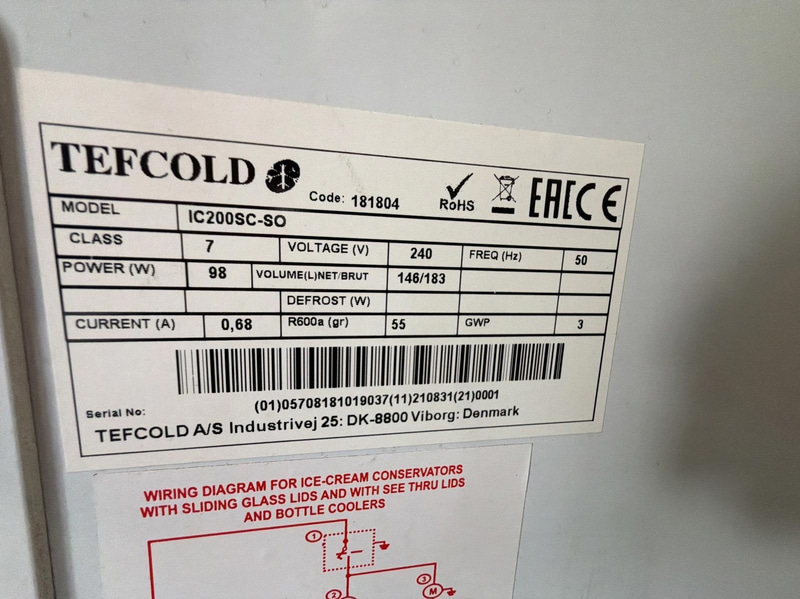 TEFCOLD
Code: 181804
RoHS
EAC CE
MODEL IC200SC-SO
CLASS 7 VOLTAGE (V) 240 FREQ (Hz) 50
POWER (W) 98 VOLUME(L)NET/BRUT 146/183
DEFROST (W)
CURRENT (A) 0,68 R600a (gr) 55 GWP 3
(01)05708181019037(11)210831(21)0001
Serial No:
TEFCOLD A/S Industrivej 25: DK-8800 Viborg: Denmark
WIRING DIAGRAM FOR ICE-CREAM CONSERVATORS
WITH SLIDING GLASS LIDS AND WITH SEE THRU LIDS
AND BOTTLE COOLERS
1
2
3
M